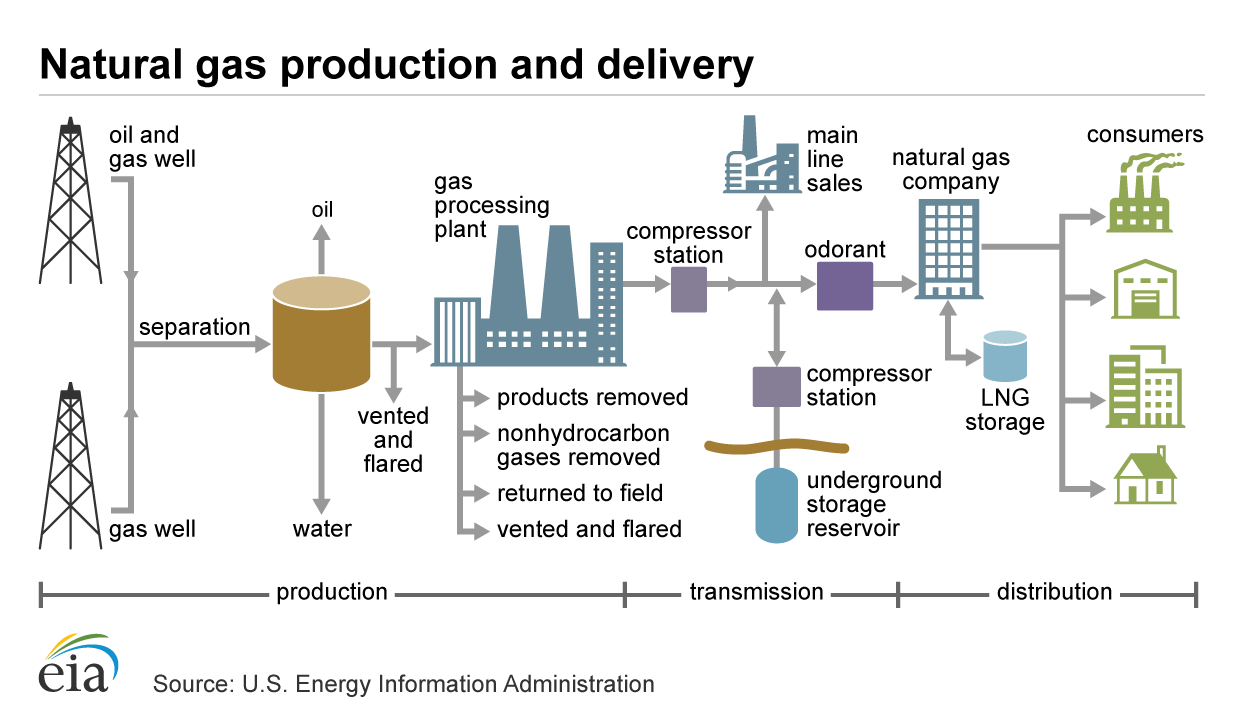 Natural gas production and delivery
oil and
gas well
oil
separation
gas well
water
vented
and
flared
gas
processing
plant
products removed
nonhydrocarbon
gases removed
returned to field
vented and flared
compressor
station
main
line
sales
odorant
compressor
station
underground
storage
reservoir
natural gas
company
LNG
storage
consumers
production
transmission
distribution
eia
Source: U.S. Energy Information Administration